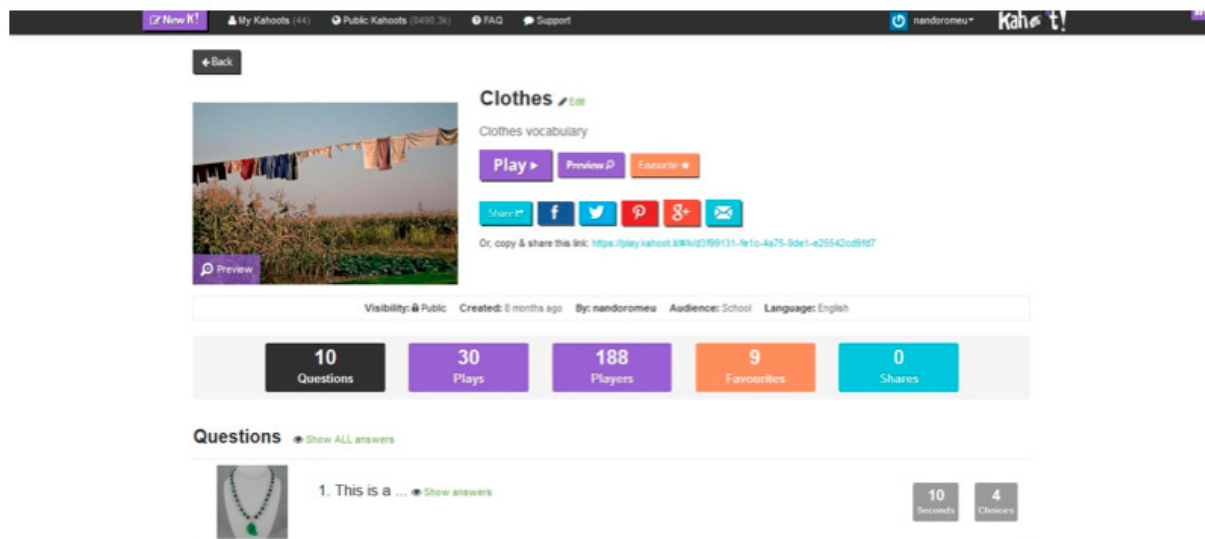 New K! My Kahoots (44) Public Kahoots (8490.3k) FAQ Support nandoromeu Kahoot!
Back
Clothes Edit
Clothes vocabulary
Play Preview Favourite
Share f 8+
Or, copy & share this link:
Preview
Visibility: Public Created: 8 months ago By: nandoromeu Audience: School Language: English
10 30 188 9 0
Questions Plays Players Favourites Shares
Questions Show ALL answers
1. This is a ... Show answers
10 4
Seconds Choices